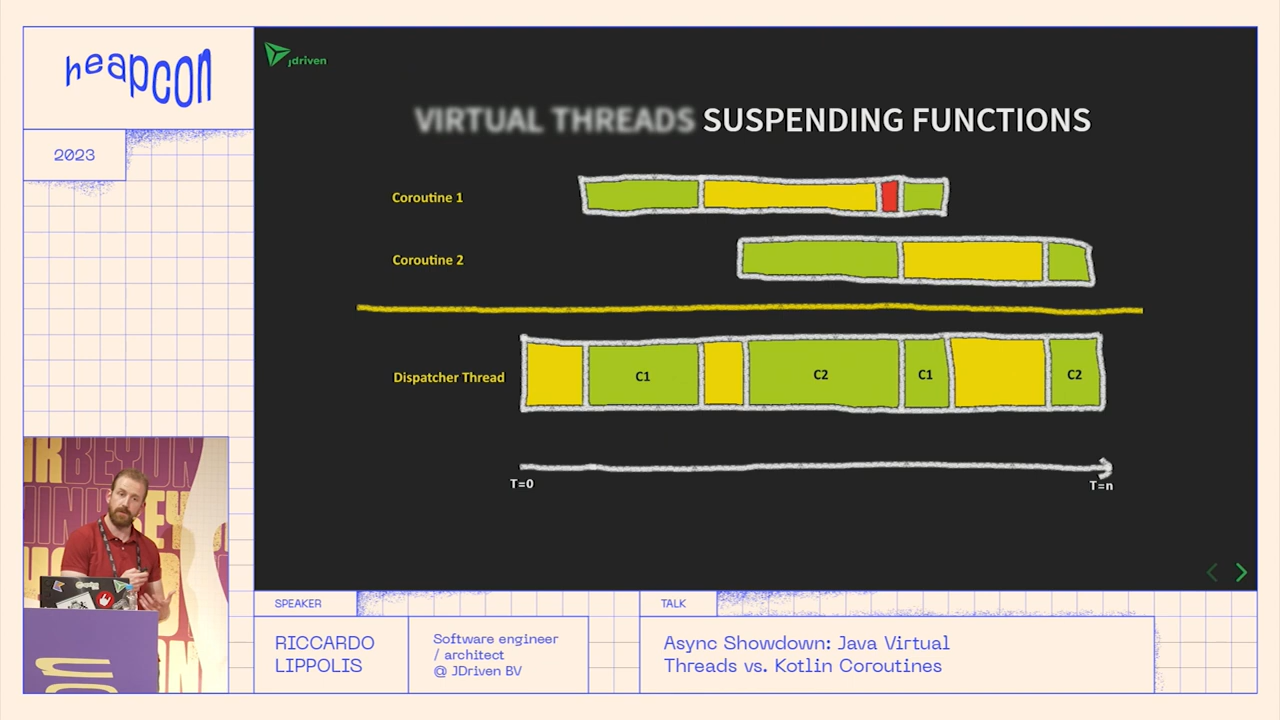 heapcon
2023
jdriven
VIRTUAL THREADS SUSPENDING FUNCTIONS
Coroutine 1
Coroutine 2
Dispatcher Thread
C1
C2
C1
C2
T=0
T=n
SPEAKER
RICCARDO
LIPPOLIS
Software engineer
/ architect
@ JDriven BV
TALK
Async Showdown: Java Virtual
Threads vs. Kotlin Coroutines